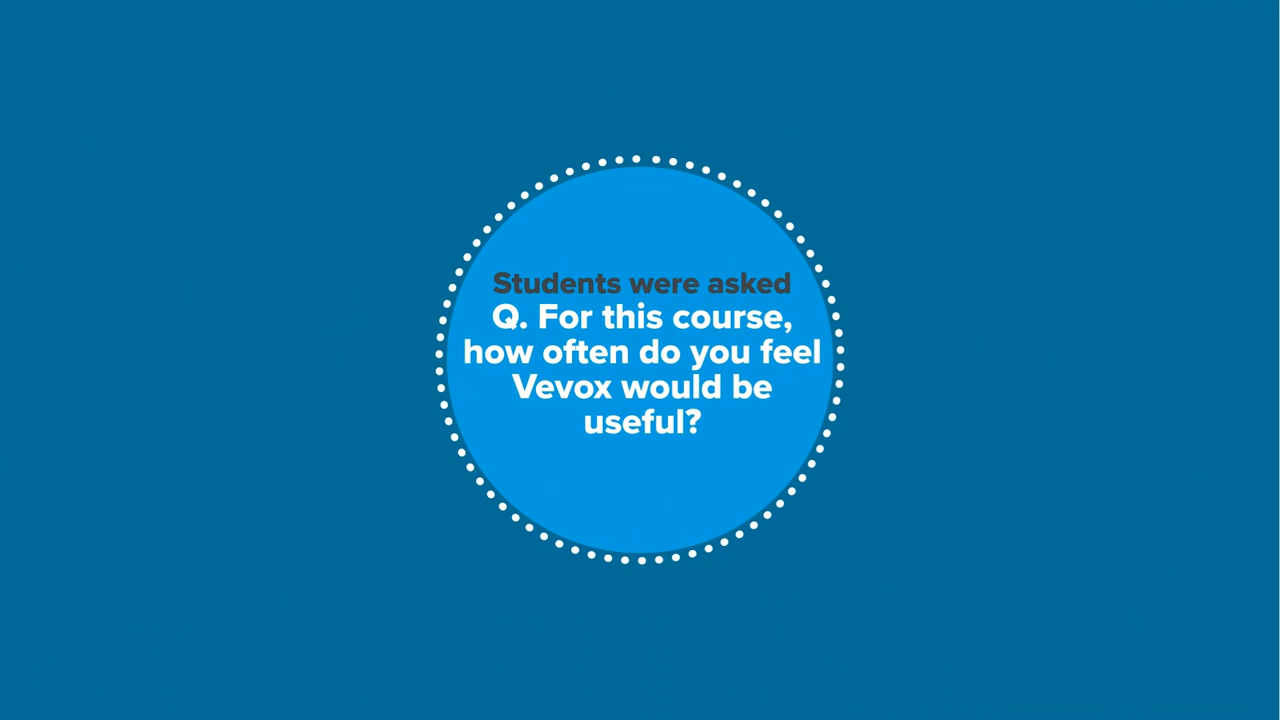 Students were asked
Q. For this course,
how often do you feel
Vevox would be
useful?